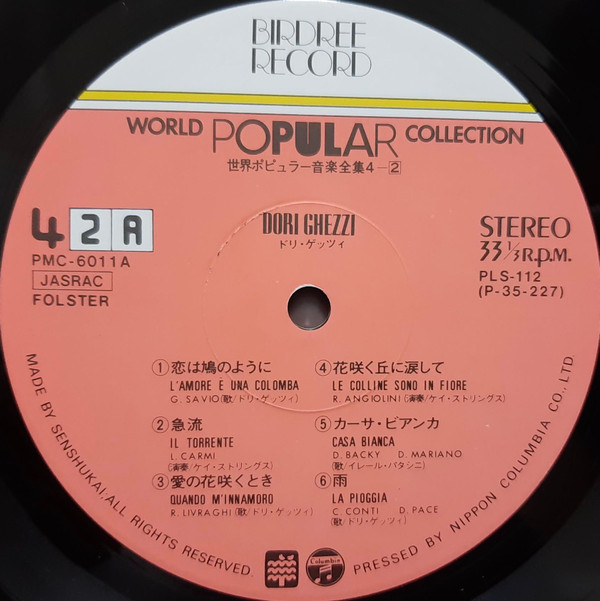 BIRDREE
RECORD
WORLD POPULAR COLLECTION
世界ポピュラー音楽全集4—2
42A
PMC-6011A
JASRAC
FOLSTER
DORI GHEZZI
ドリ・ゲッツィ
STEREO
33 1/3 R.P.M.
PLS-112
(P-35-227)
①恋は鳩のように
L'AMORE E UNA COLOMBA
G. SAVIO(歌/ドリ・ゲッツィ)
②急流
IL TORRENTE
L. CARMI
(演奏/ケイ・ストリングス)
③愛の花咲くとき
QUANDO M'INNAMORO
R. LIVRAGHI(歌/ドリ・ゲッツィ)
④花咲く丘に涙して
LE COLLINE SONO IN FIORE
R. ANGIOLINI(演奏/ケイ・ストリングス)
⑤カーサ・ビアンカ
CASA BIANCA
D. BACKY D. MARIANO
(歌/イレール・パタシニ)
⑥雨
LA PIOGGIA
C. CONTI D. PACE
(歌/ドリ・ゲッツィ)
MADE BY SENSHUKAI, ALL RIGHTS RESERVED.
Columbia
PRESSED BY NIPPON COLUMBIA CO., LTD.